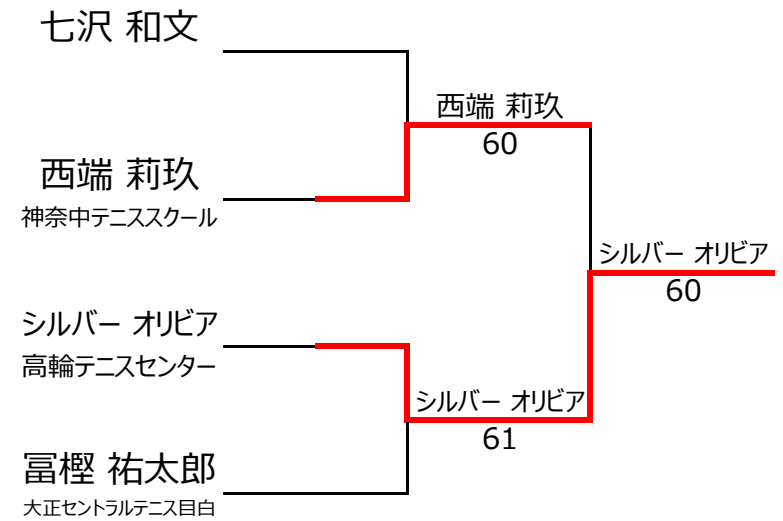 七沢 和文
西端 莉玖
神奈中テニススクール
シルバー オリビア
高輪テニスセンター
冨樫 祐太郎
大正セントラルテニス目白
西端 莉玖
60
シルバー オリビア
61
シルバー オリビア
60